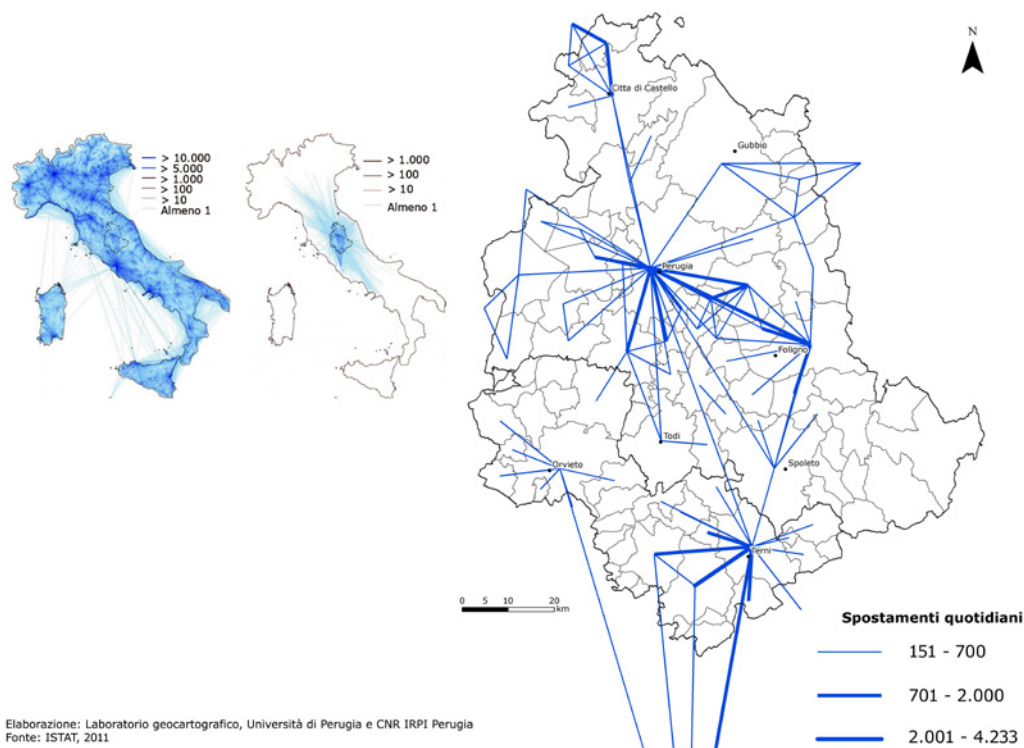 N
Citta di Castello
Gubbio
> 10.000
> 5.000
> 1.000
> 100
> 10
Almeno 1
> 1.000
> 100
> 10
Almeno 1
Perugia
Foligno
Todi
Orvieto
Spoleto
Terni
0 5 10 20
km
Spostamenti quotidiani
151 - 700
701 - 2.000
2.001 - 4.233
Elaborazione: Laboratorio geocartografico, Università di Perugia e CNR IRPI Perugia
Fonte: ISTAT, 2011